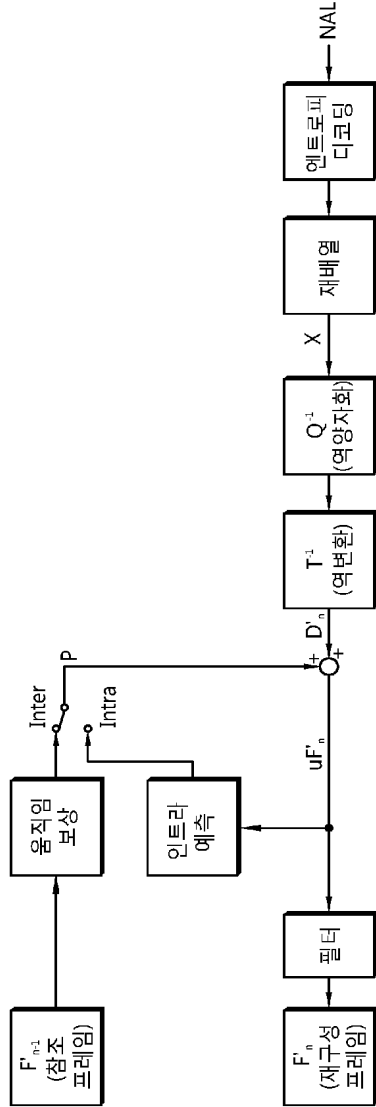 F'n-1
(참조
프레임)
움직임
보상
Inter
P
Intra
인트라
예측
F'n
(재구성
프레임)
필터
uF'n
+
+
D'n
T-1
(역변환)
Q-1
(역양자화)
X
재배열
엔트로피
디코딩
NAL